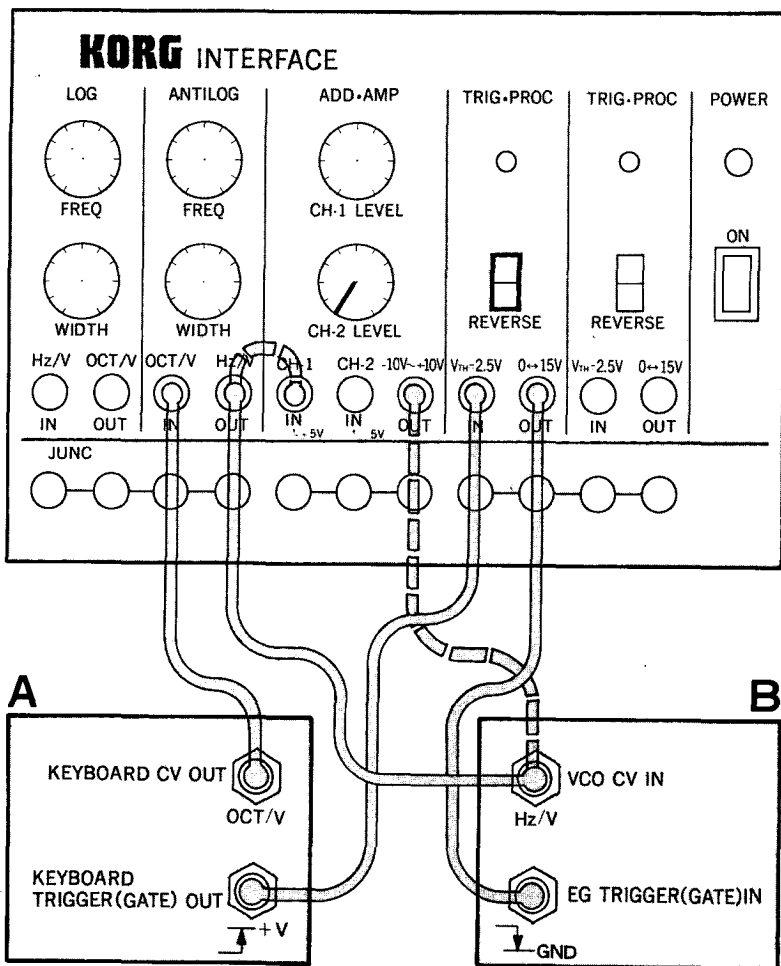 KORG INTERFACE
LOG ANTILOG ADD•AMP TRIG•PROC TRIG•PROC POWER
FREQ FREQ CH-1 LEVEL
ON
WIDTH WIDTH CH-2 LEVEL REVERSE REVERSE
Hz/V OCT/V OCT/V Hz/V CH-1 CH-2 -10V~+10V VTH=2.5V 0↔15V VTH=2.5V 0↔15V
IN OUT IN OUT IN IN OUT IN OUT IN OUT
5V 5V
JUNC
A B
KEYBOARD CV OUT VCO CV IN
OCT/V Hz/V
KEYBOARD
TRIGGER(GATE) OUT EG TRIGGER(GATE)IN
+V GND